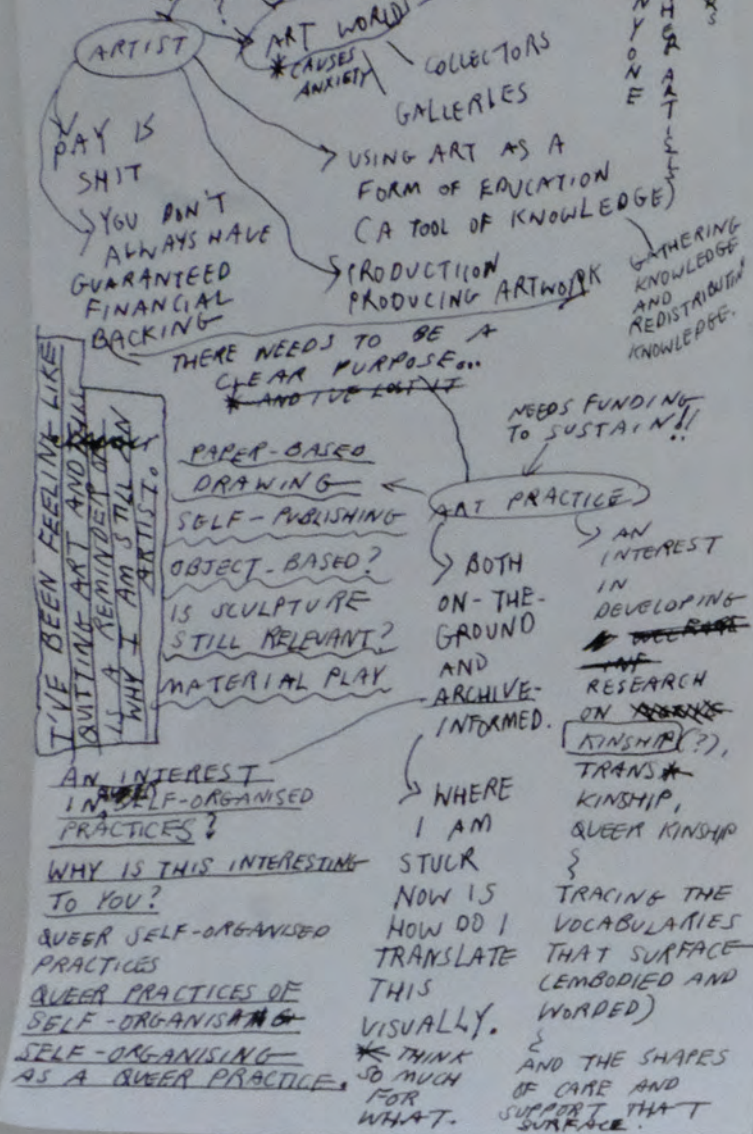 ?
ARTIST
ART WORLD
* CAUSES
ANXIETY
COLLECTORS
GALLERIES
PAY IS
SHIT
YOU DON'T
ALWAYS HAVE
GUARANTEED
FINANCIAL
BACKING
USING ART AS A
FORM OF EDUCATION
(A TOOL OF KNOWLEDGE)
GATHERING
KNOWLEDGE
AND
REDISTRIBUTING
KNOWLEDGE.
PRODUCTIION
PRODUCING ARTWORK
THERE NEEDS TO BE A
CLEAR PURPOSE...
* AND I'VE LOST IT
I'VE BEEN FEELING LIKE
QUITTING ART AND THIS
IS A REMINDER OF
WHY I AM STILL AN
ARTIST.
NEEDS FUNDING
TO SUSTAIN!!
ART PRACTICE
PAPER-BASED
DRAWING
SELF-PUBLISHING
OBJECT-BASED?
IS SCULPTURE
STILL RELEVANT?
MATERIAL PLAY
BOTH
ON-THE-
GROUND
AND
ARCHIVE-
INFORMED.
WHERE
I AM
STUCK
NOW IS
HOW DO I
TRANSLATE
THIS
VISUALLY.
* THINK
SO MUCH
FOR
WHAT.
AN
INTEREST
IN
DEVELOPING
RESEARCH
ON
KINSHIP(?),
TRANS*
KINSHIP,
QUEER KINSHIP
TRACING THE
VOCABULARIES
THAT SURFACE
(EMBODIED AND
WORDED)
AND THE SHAPES
OF CARE AND
SUPPORT THAT
SURFACE.
AN INTEREST
IN SELF-ORGANISED
PRACTICES?
WHY IS THIS INTERESTING
TO YOU?
QUEER SELF-ORGANISED
PRACTICES
QUEER PRACTICES OF
SELF-ORGANISING
SELF-ORGANISING
AS A QUEER PRACTICE.